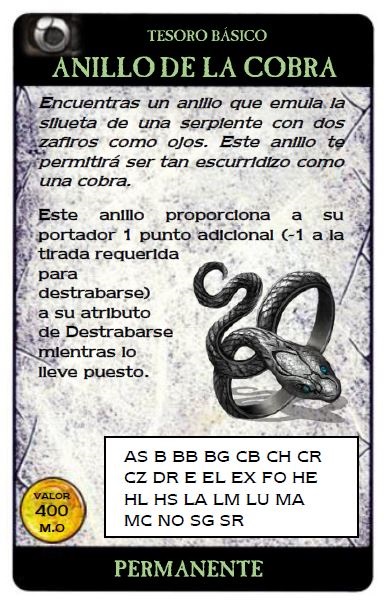 TESORO BÁSICO
ANILLO DE LA COBRA
Encuentras un anillo que emula la
silueta de una serpiente con dos
zafiros como ojos. Este anillo te
permitirá ser tan escurridizo como
una cobra.
Este anillo proporciona a su
portador 1 punto adicional (-1 a la
tirada requerida
para
destrabarse)
a su atributo
de Destrabarse
mientras lo
lleve puesto.
AS B BB BG CB CH CR
CZ DR E EL EX FO HE
HL HS LA LM LU MA
MC NO SG SR
VALOR
400
M.O
PERMANENTE